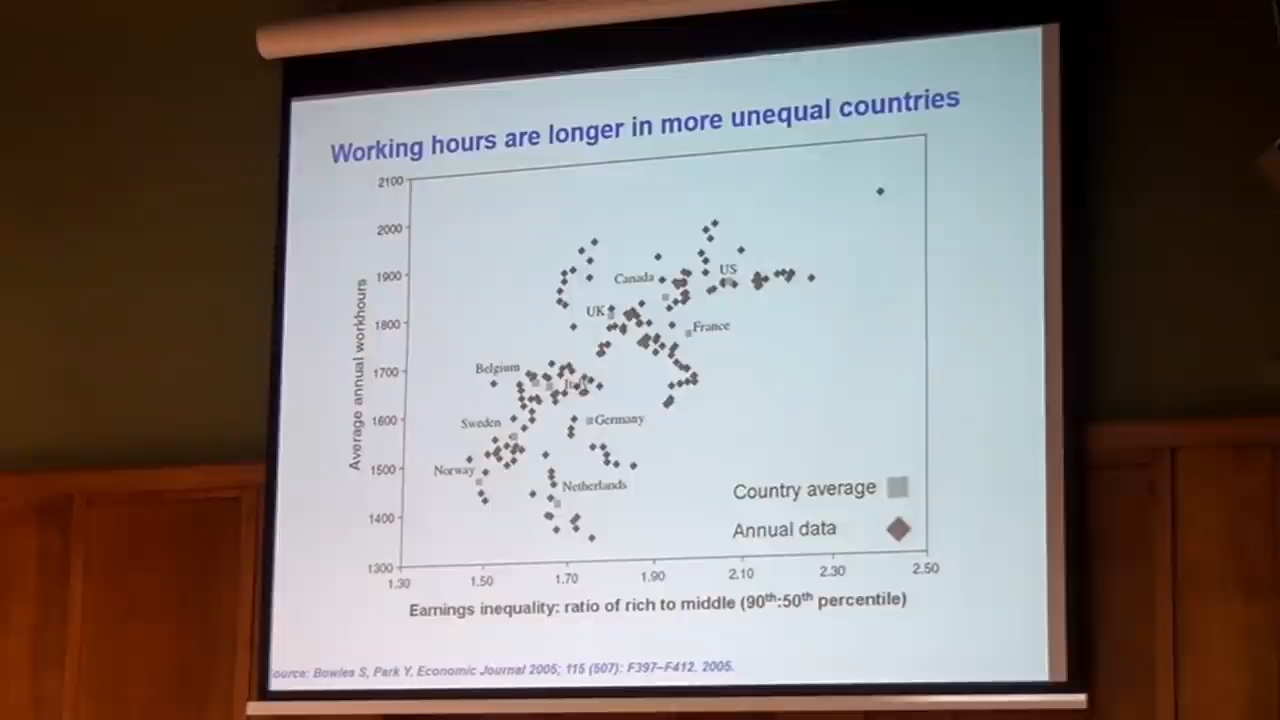 Working hours are longer in more unequal countries
2100
2000
1900
1800
1700
1600
1500
1400
1300
Average annual workhours
US
Canada
UK
France
Belgium
Italy
Sweden
Germany
Norway
Netherlands
Country average
Annual data
1.30 1.50 1.70 1.90 2.10 2.30 2.50
Earnings inequality: ratio of rich to middle (90th:50th percentile)
ource: Bowles S, Park Y, Economic Journal 2005; 115 (507): F397–F412. 2005.